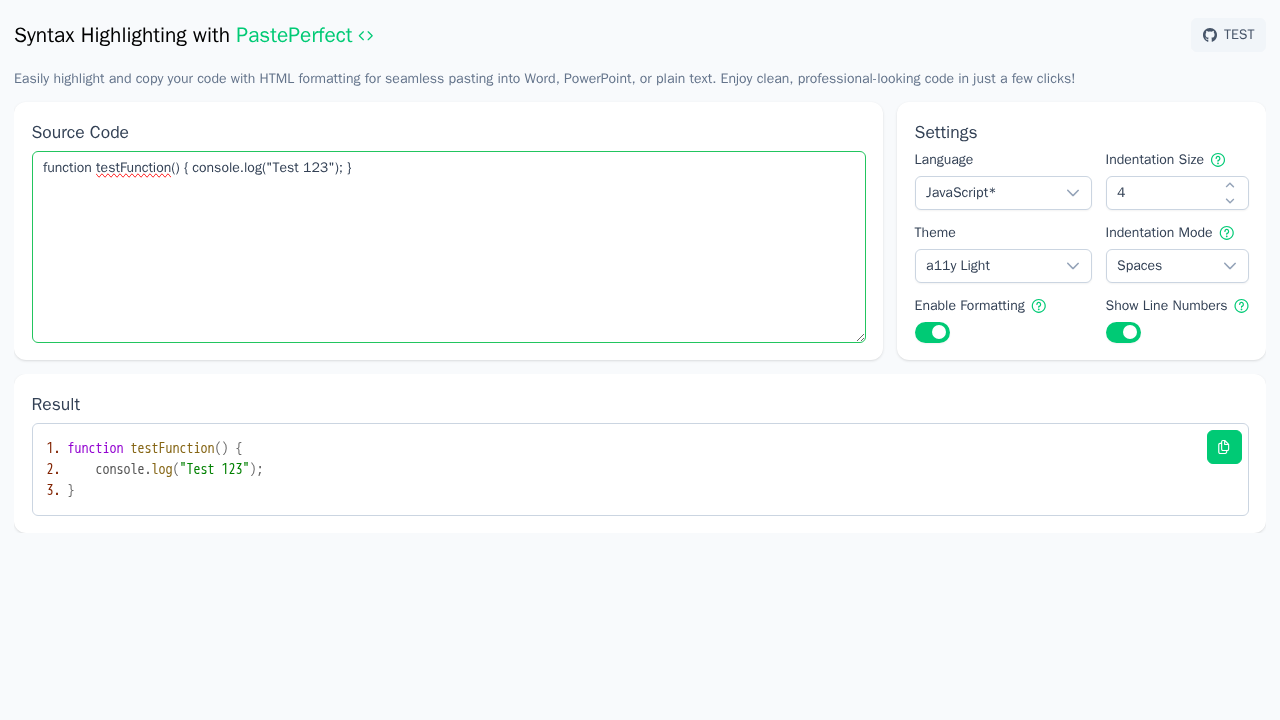 Syntax Highlighting with PastePerfect
TEST
Easily highlight and copy your code with HTML formatting for seamless pasting into Word, PowerPoint, or plain text. Enjoy clean, professional-looking code in just a few clicks!
Source Code
function testFunction() { console.log("Test 123"); }
Settings
Language
Indentation Size
JavaScript*
4
Theme
Indentation Mode
a11y Light
Spaces
Enable Formatting
Show Line Numbers
Result
1. function testFunction() {
2.     console.log("Test 123");
3. }